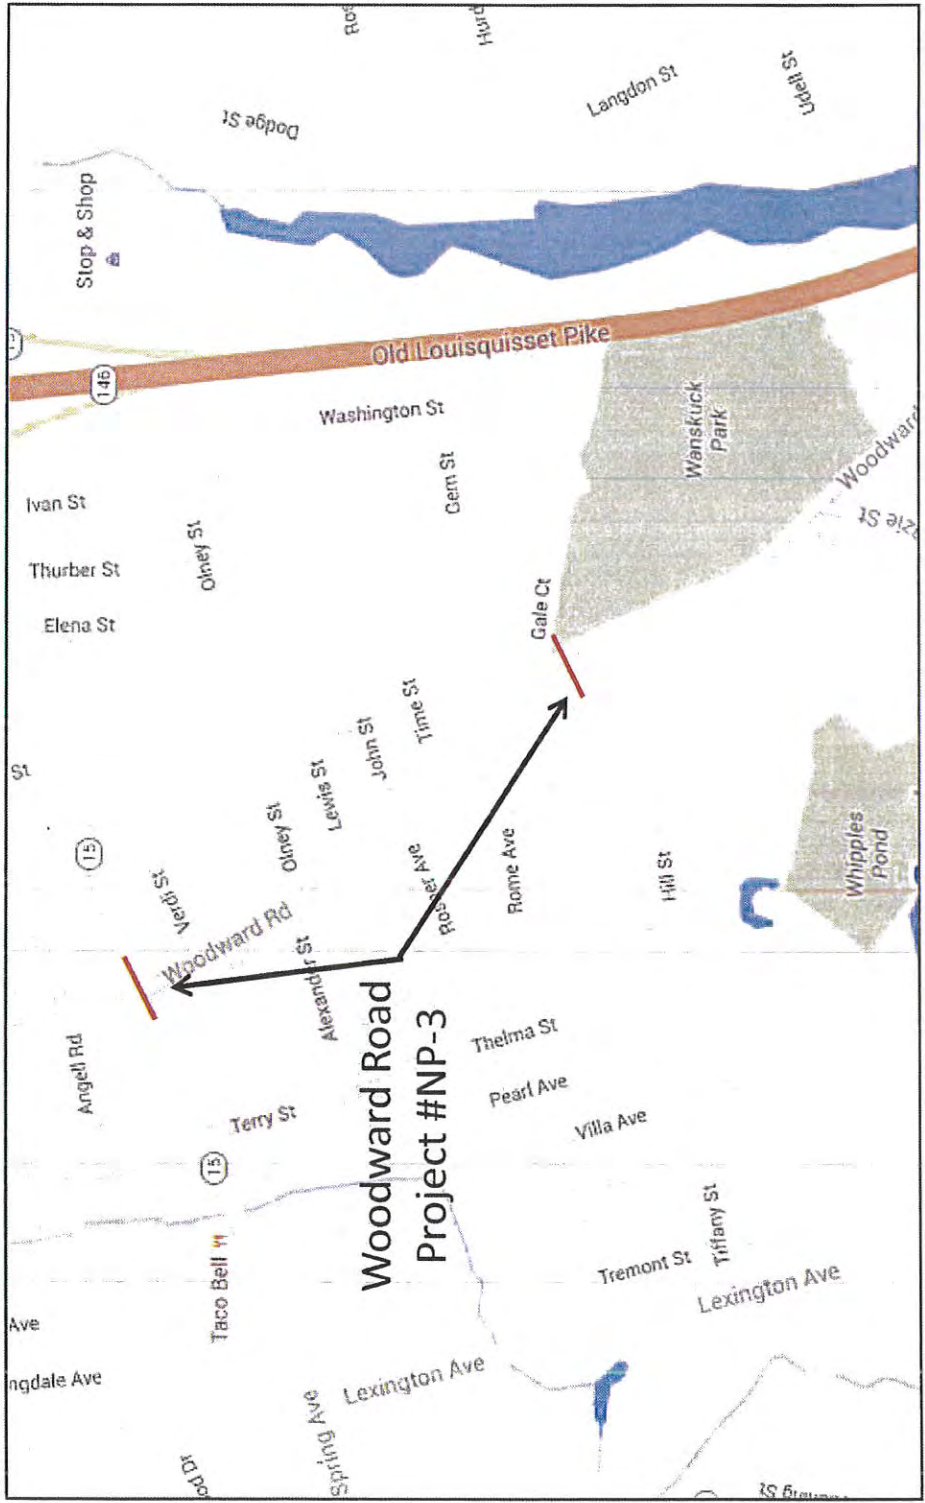 Dodge St
Langdon St
Udell St
Stop & Shop
Old Louisquisset Pike
146
Washington St
Wanskuck
Park
Woodward
Ivan St
Gem St
Olney St
Thurber St
Gale Ct
Elena St
Time St
John St
St
Lewis St
Olney St
15
Rome Ave
Hill St
Whipples
Pond
Verdi St
Woodward Rd
Alexander St
Woodward Road
Project #NP-3
Angell Rd
Thelma St
Pearl Ave
Terry St
Villa Ave
15
Tiffany St
Taco Bell
Tremont St
Lexington Ave
Ave
ngdale Ave
Lexington Ave
Spring Ave
od Dr